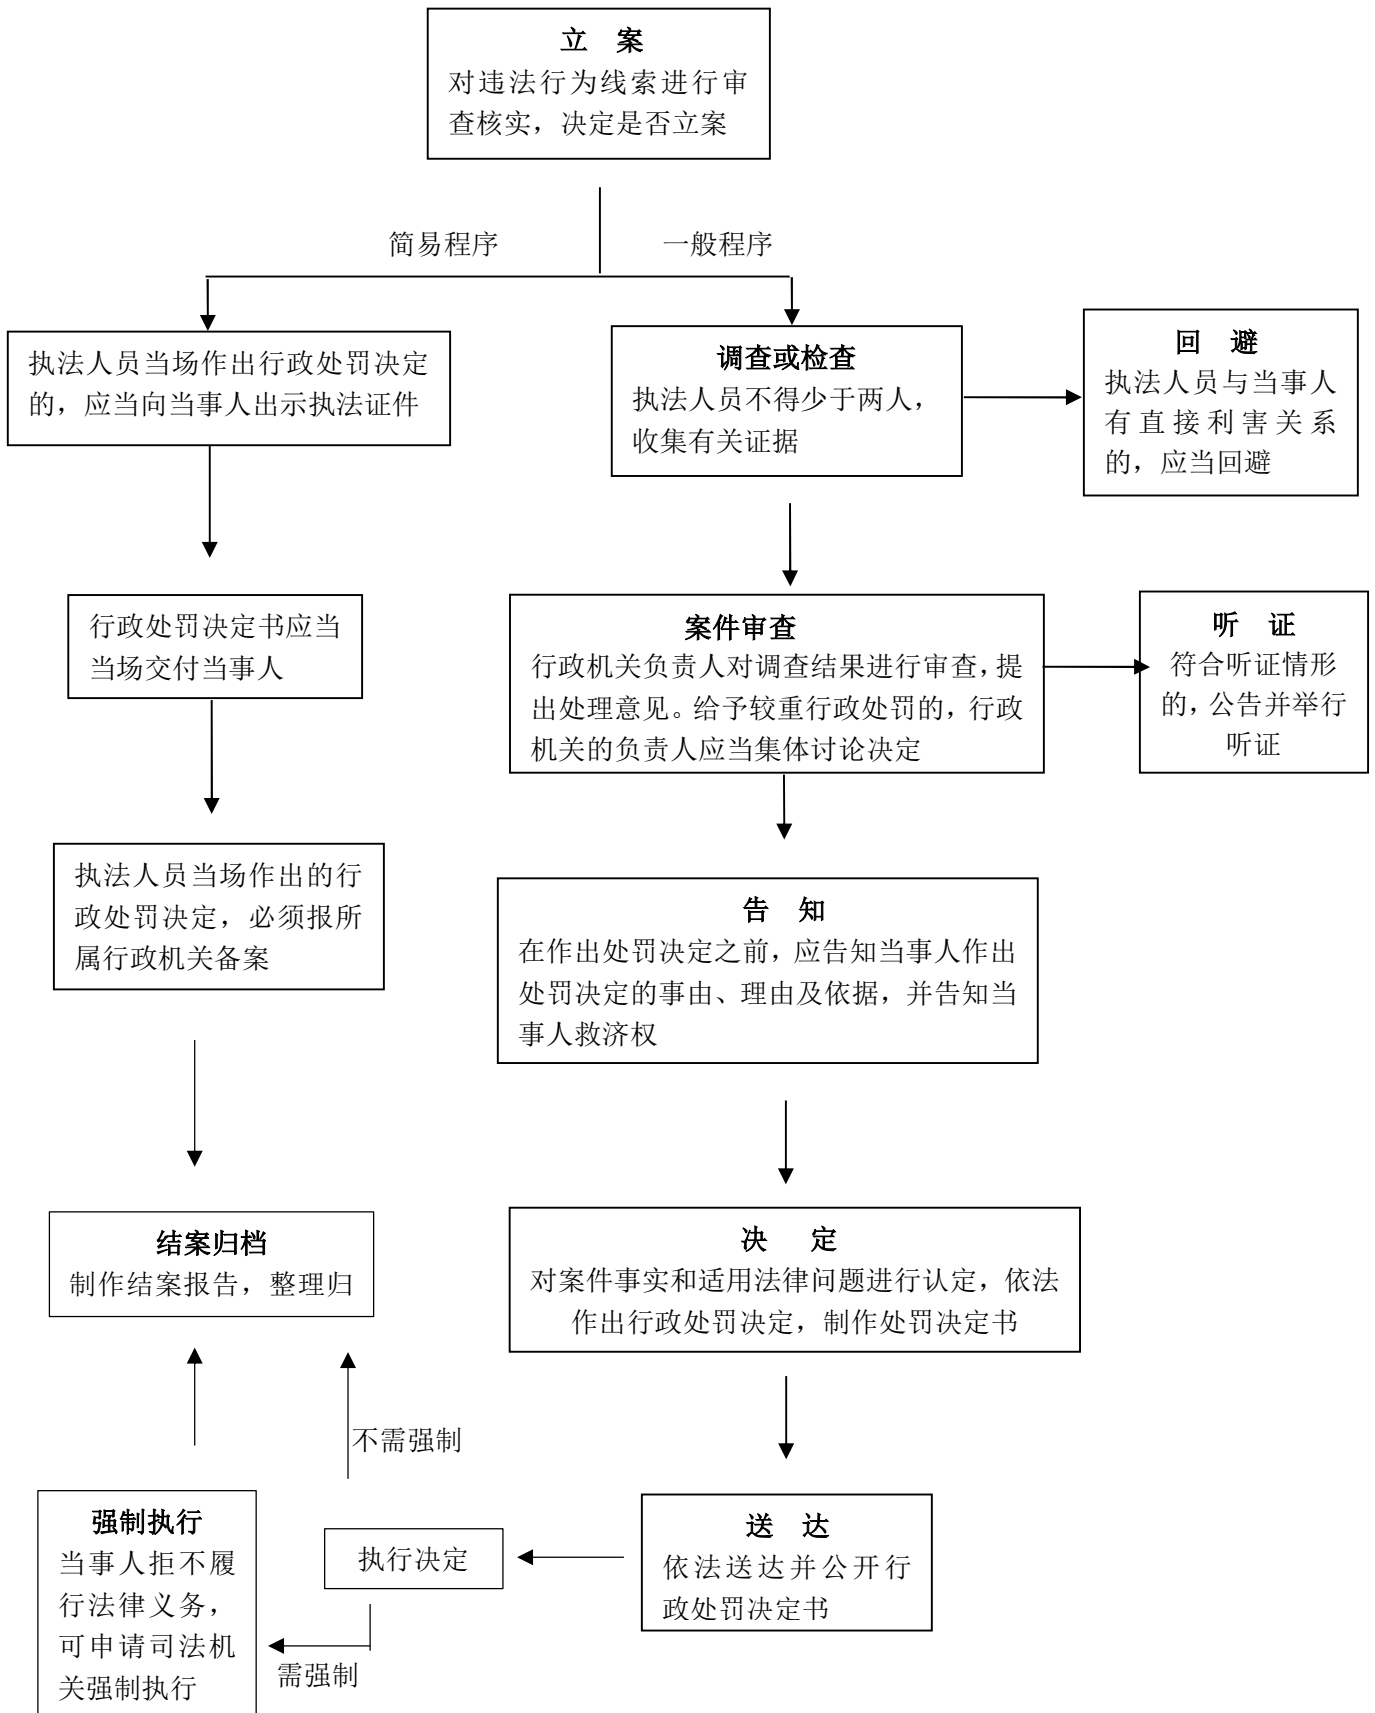 立 案
对违法行为线索进行审
查核实，决定是否立案
简易程序
一般程序
执法人员当场作出行政处罚决定
的，应当向当事人出示执法证件
调查或检查
执法人员不得少于两人，
收集有关证据
回 避
执法人员与当事人
有直接利害关系
的，应当回避
行政处罚决定书应当
当场交付当事人
案件审查
行政机关负责人对调查结果进行审查，提
出处理意见。给予较重行政处罚的，行政
机关的负责人应当集体讨论决定
听 证
符合听证情形
的，公告并举行
听证
执法人员当场作出的行
政处罚决定，必须报所
属行政机关备案
告 知
在作出处罚决定之前，应告知当事人作出
处罚决定的事由、理由及依据，并告知当
事人救济权
结案归档
制作结案报告，整理归
决 定
对案件事实和适用法律问题进行认定，依法
作出行政处罚决定，制作处罚决定书
不需强制
强制执行
当事人拒不履
行法律义务，
可申请司法机
关强制执行
执行决定
需强制
送 达
依法送达并公开行
政处罚决定书